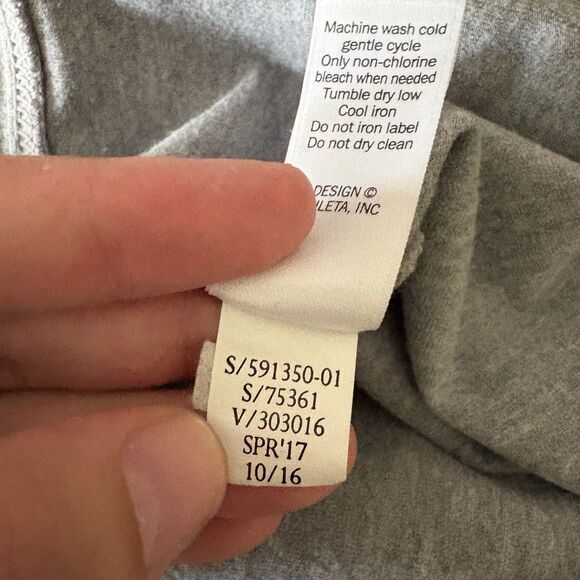 Machine wash cold
gentle cycle
Only non-chlorine
bleach when needed
Tumble dry low
Cool iron
Do not iron label
Do not dry clean
DESIGN ©
INC
S/591350-01
S/75361
V/303016
SPR'17
10/16